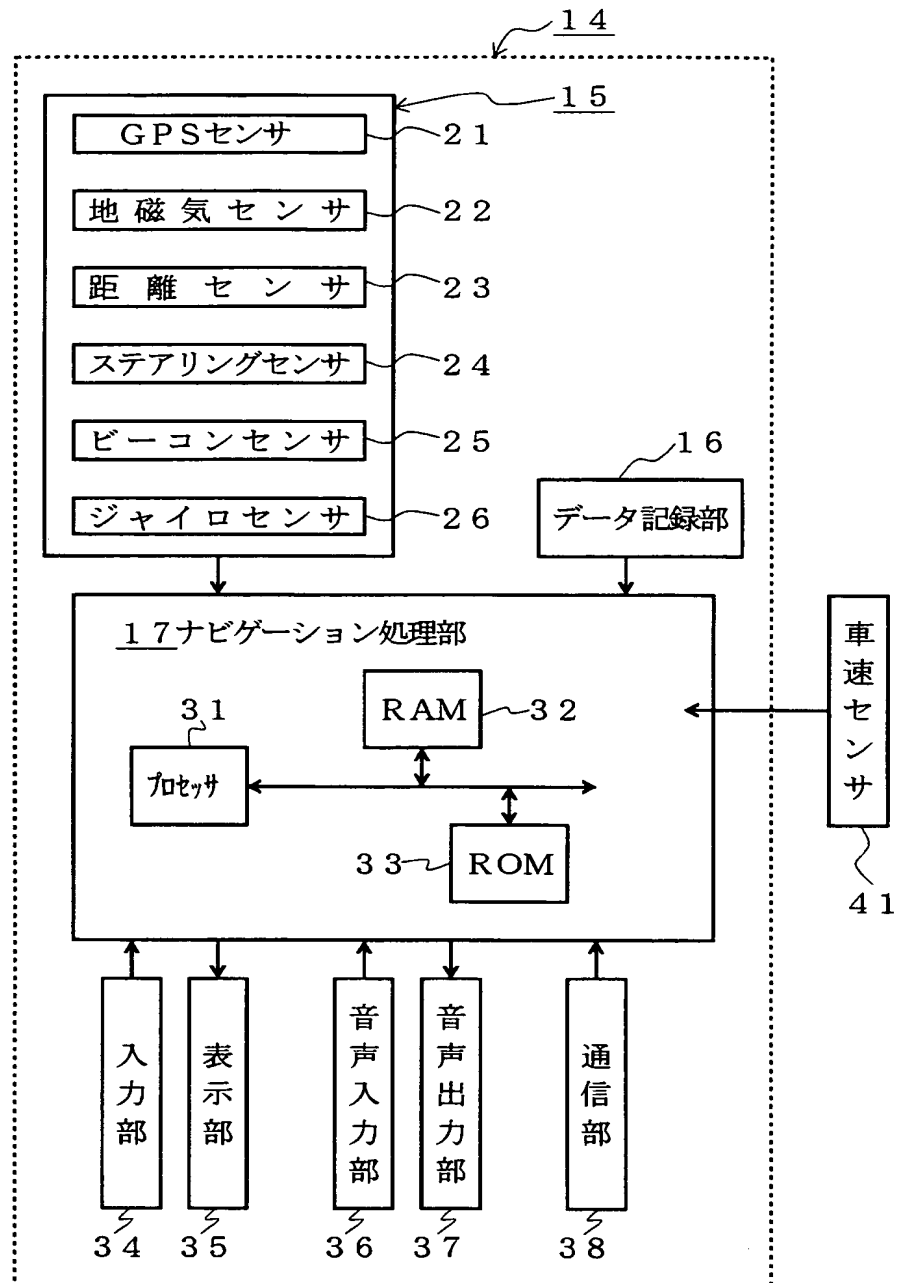 14
15
GPSセンサ 21
地磁気センサ 22
距離センサ 23
ステアリングセンサ 24
ビーコンセンサ 25
ジャイロセンサ 26
16
データ記録部
17ナビゲーション処理部
31
プロセッサ
RAM 32
33 ROM
車速センサ
41
入力部
表示部
音声入力部
音声出力部
通信部
34 35 36 37 38